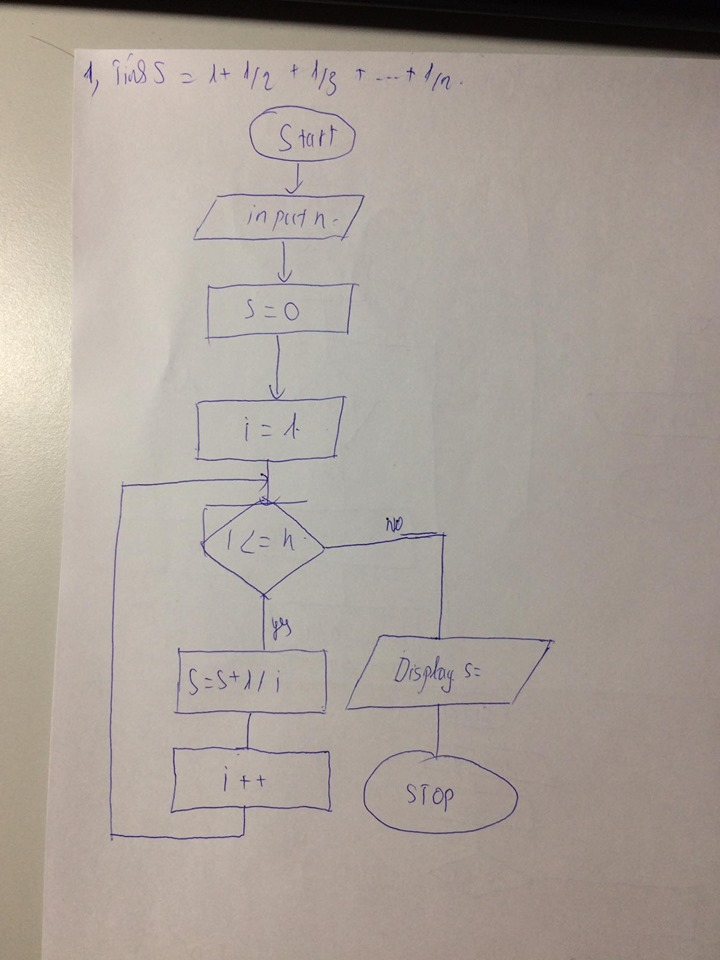 1, Tính S = 1 + 1/2 + 1/3 + ... + 1/n.
Start
input n.
S = 0
i = 1
i <= n
NO
yes
S = S + 1 / i
i ++
Display s=
STOP